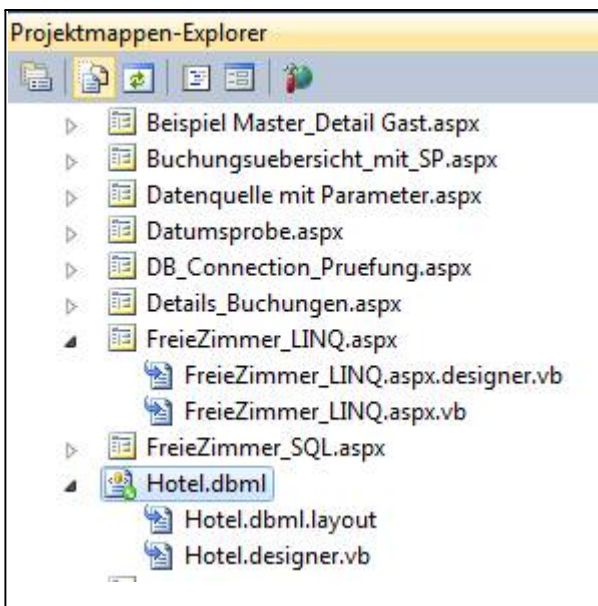 Projektmappen-Explorer
Beispiel Master_Detail Gast.aspx
Buchungsuebersicht_mit_SP.aspx
Datenquelle mit Parameter.aspx
Datumsprobe.aspx
DB_Connection_Pruefung.aspx
Details_Buchungen.aspx
FreieZimmer_LINQ.aspx
FreieZimmer_LINQ.aspx.designer.vb
FreieZimmer_LINQ.aspx.vb
FreieZimmer_SQL.aspx
Hotel.dbml
Hotel.dbml.layout
Hotel.designer.vb